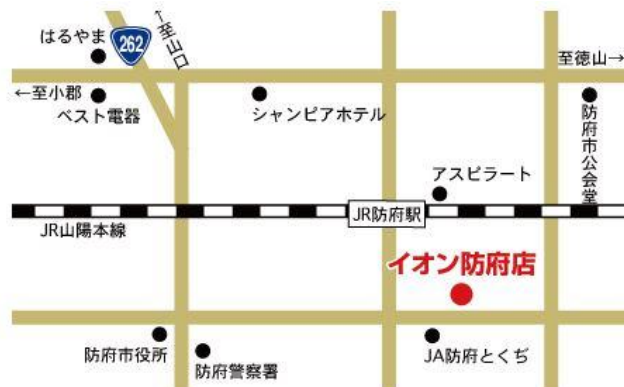 はるやま
262
↑至山口
至徳山→
←至小郡
ベスト電器
シャンピアホテル
防府市公会堂
アスピラート
JR防府駅
JR山陽本線
イオン防府店
防府市役所
防府警察署
JA防府とくぢ